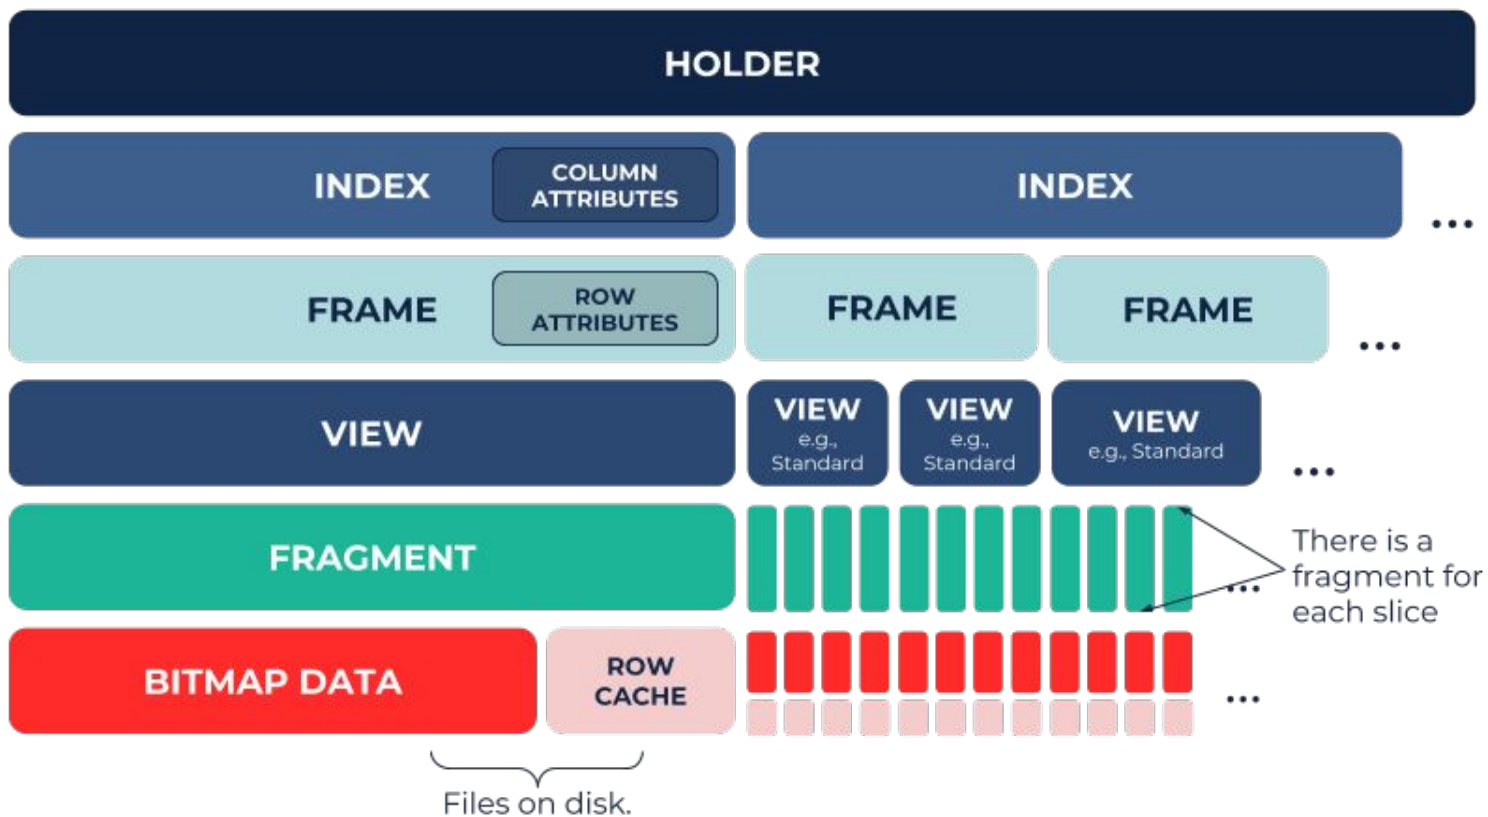 HOLDER
INDEX
COLUMN
ATTRIBUTES
INDEX
...
FRAME
ROW
ATTRIBUTES
FRAME
FRAME
...
VIEW
VIEW
e.g.,
Standard
VIEW
e.g.,
Standard
VIEW
e.g., Standard
...
FRAGMENT
...
There is a
fragment for
each slice
BITMAP DATA
ROW
CACHE
...
Files on disk.